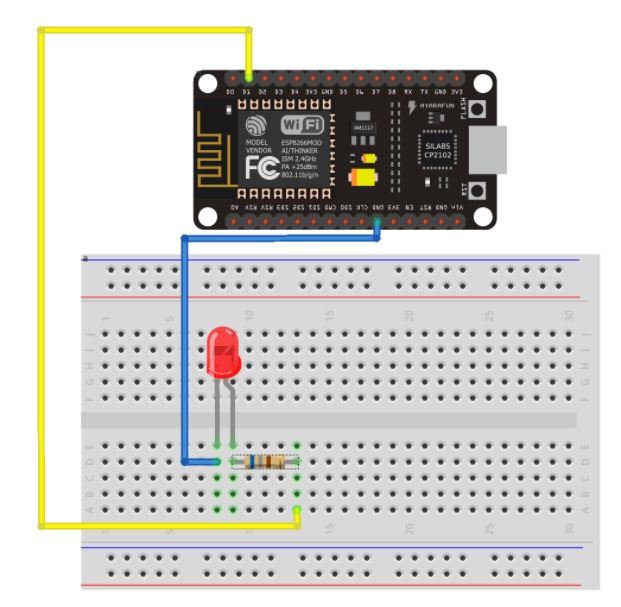 D0 D1 D2 D3 D4 3V3 GND D5 D6 D7 D8 RX TX GND 3V3
FLASH
AYARAFUN
WiFi
MODEL
VENDOR
ESP8266MOD
AI/THINKER
ISM 2.4GHz
PA +25dBm
802.11b/g/n
FC
AM1117
SILABS
CP2102
RST
A0 RSV RSV SD3 SD2 SD1 CMD SD0 CLK GND 3V3 EN RST GND Vin
1 5 10 15 20 25 30
J J
I I
H H
G G
F F
E E
D D
C C
B B
A A
1 5 10 15 20 25 30